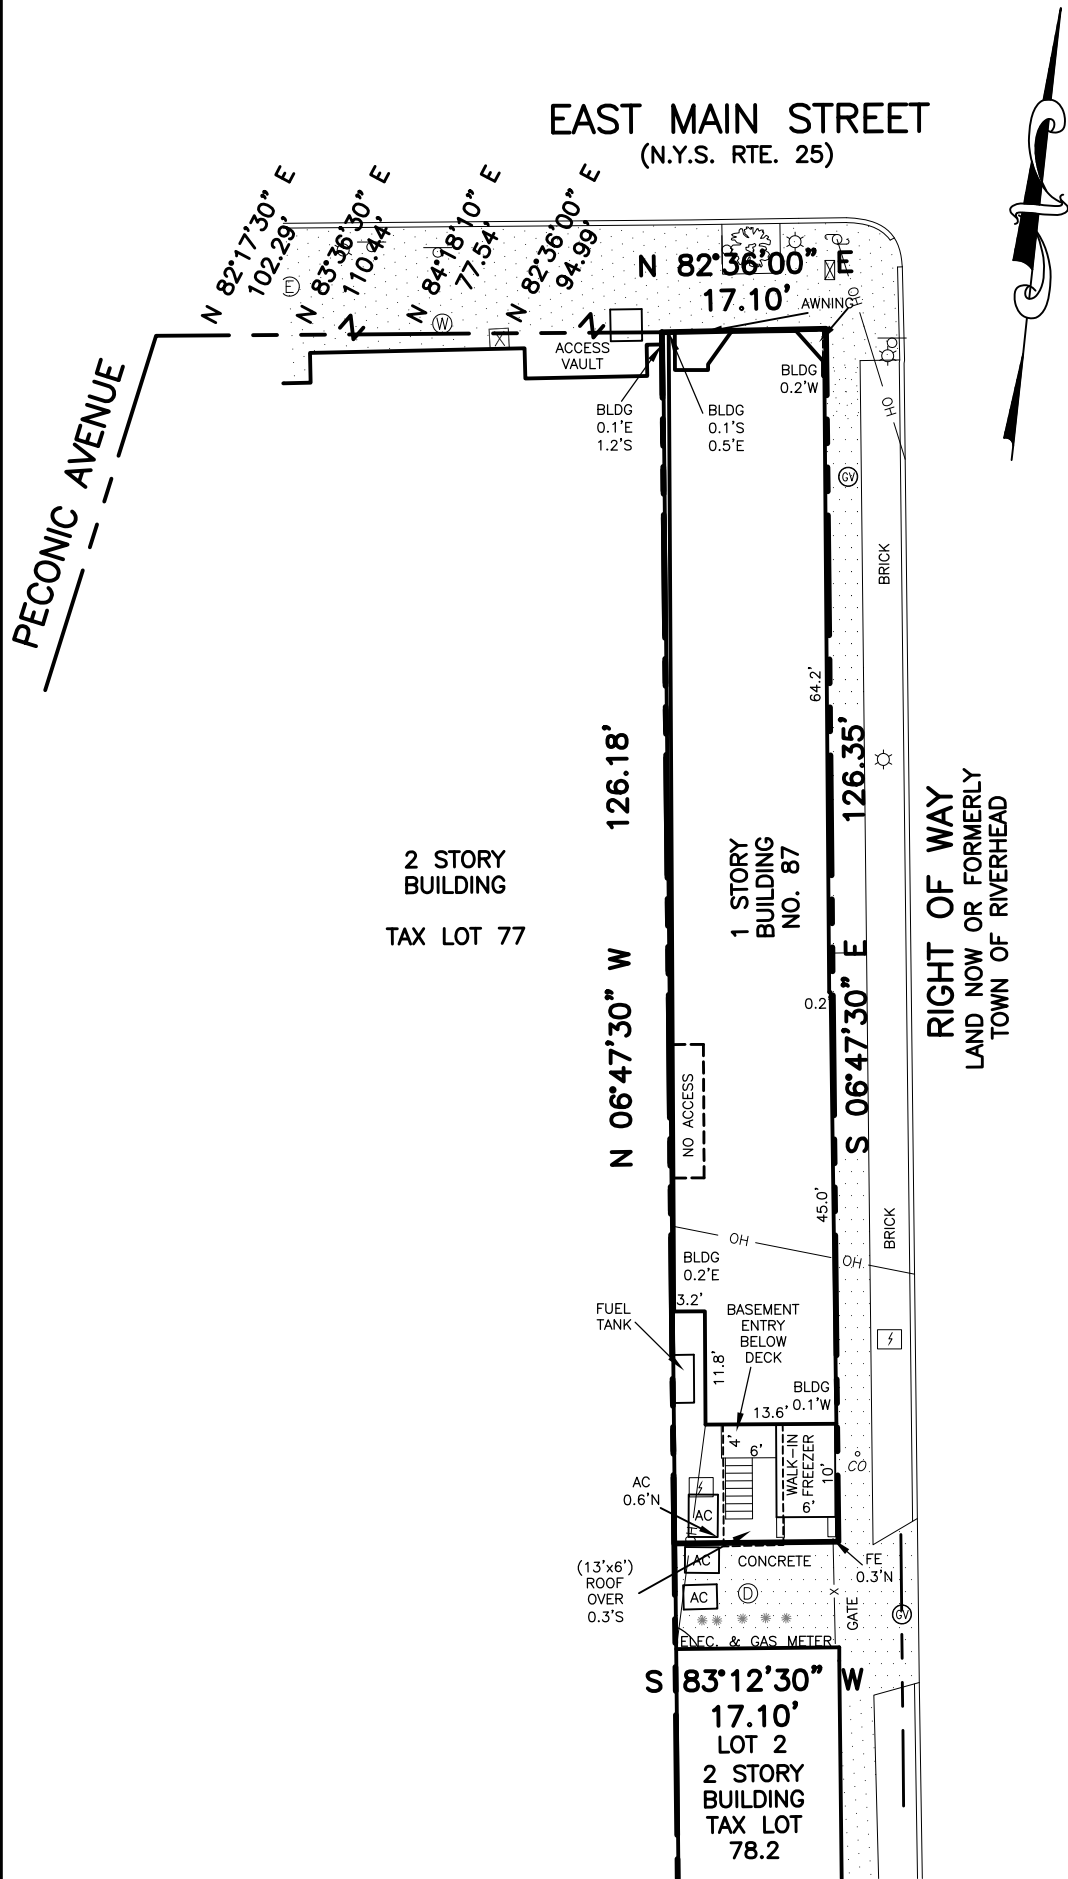 EAST MAIN STREET
(N.Y.S. RTE. 25)
N 82°17'30" E
102.29'
N 83°36'30" E
110.44'
N 84°18'10" E
77.54'
N 82°36'00" E
94.99'
N 82°36'00" E
17.10'
AWNING
E
W
OH
OH
Z
Z
ACCESS
VAULT
BLDG
0.2'W
BLDG
0.1'E
1.2'S
BLDG
0.1'S
0.5'E
PECONIC AVENUE
GV
BRICK
64.2'
126.18'
126.35'
N 06°47'30" W
S 06°47'30" E
1 STORY
BUILDING
NO. 87
2 STORY
BUILDING
TAX LOT 77
RIGHT OF WAY
LAND NOW OR FORMERLY
TOWN OF RIVERHEAD
0.2'
NO ACCESS
45.0'
BRICK
OH
OH
BLDG
0.2'E
3.2'
FUEL
TANK
BASEMENT
ENTRY
BELOW
DECK
11.8'
BLDG
0.1'W
13.6'
4'
6'
WALK-IN
FREEZER
10'
6'
CO
AC
0.6'N
AC
OH
AC
CONCRETE
FE
0.3'N
(13'x6')
ROOF
OVER
0.3'S
AC
D
X
GATE
GV
ELEC. & GAS METER
S 83°12'30" W
17.10'
LOT 2
2 STORY
BUILDING
TAX LOT
78.2